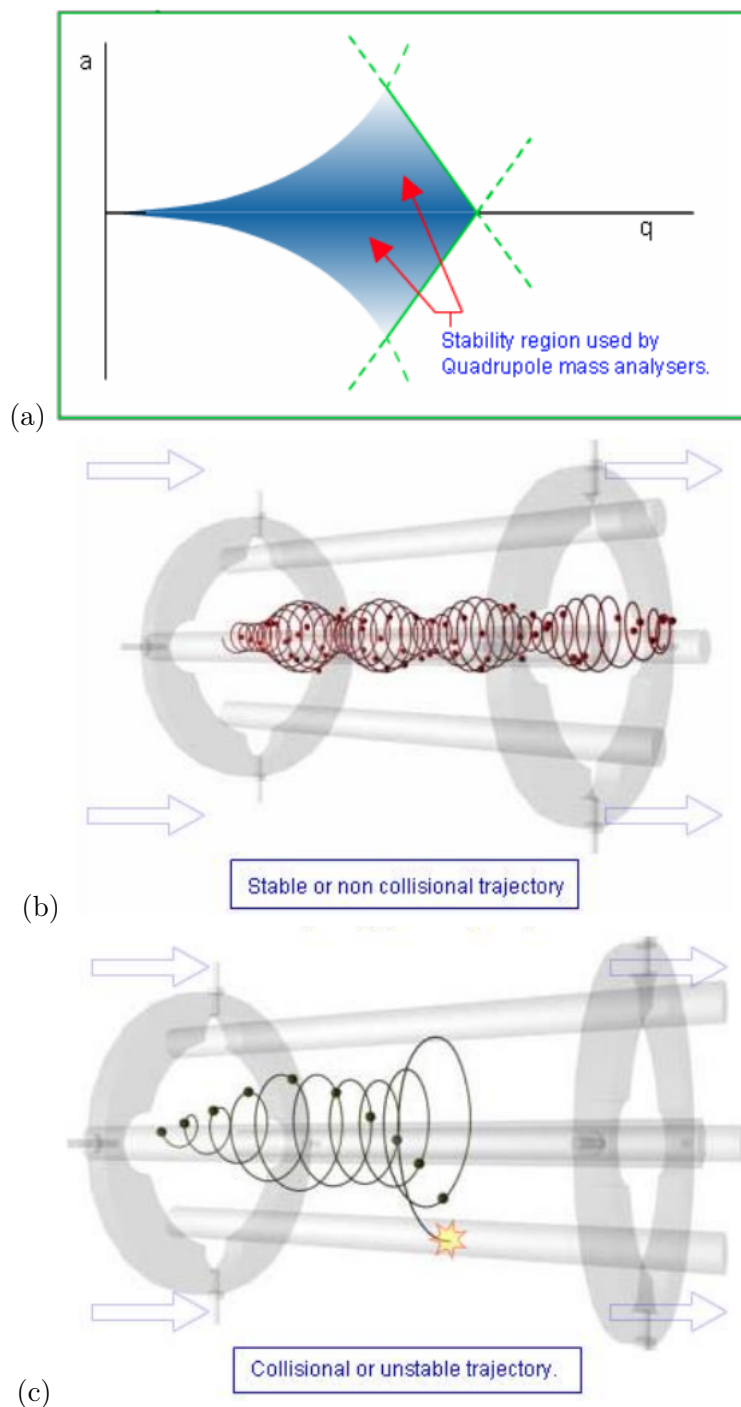 a
q
Stability region used by
Quadrupole mass analysers.
(a)
Stable or non collisional trajectory
(b)
Collisional or unstable trajectory.
(c)